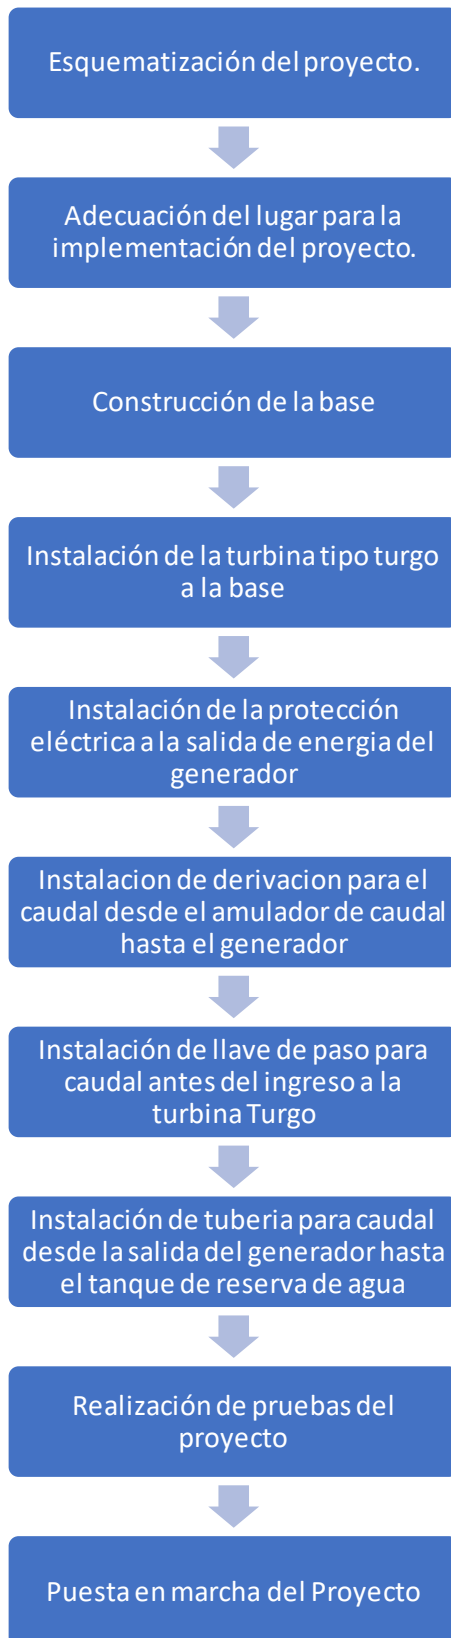 Esquematización del proyecto.
Adecuación del lugar para la
implementación del proyecto.
Construcción de la base
Instalación de la turbina tipo turgo
a la base
Instalación de la protección
eléctrica a la salida de energia del
generador
Instalacion de derivacion para el
caudal desde el amulador de caudal
hasta el generador
Instalación de llave de paso para
caudal antes del ingreso a la
turbina Turgo
Instalación de tuberia para caudal
desde la salida del generador hasta
el tanque de reserva de agua
Realización de pruebas del
proyecto
Puesta en marcha del Proyecto